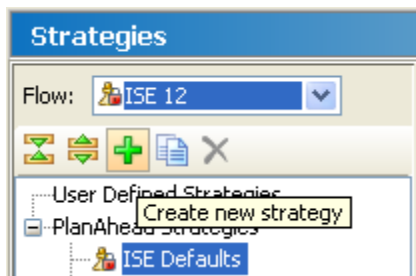 Strategies
Flow: ISE 12
User Defined Strategies
Create new strategy
PlanAhead Strategies
ISE Defaults